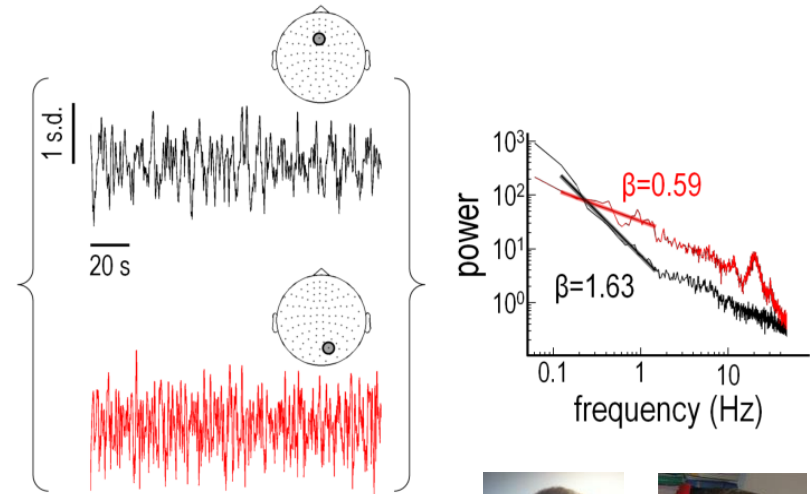 1 s.d.
20 s
10³
10²
10¹
10⁰
power
β=0.59
β=1.63
0.1 1 10
frequency (Hz)